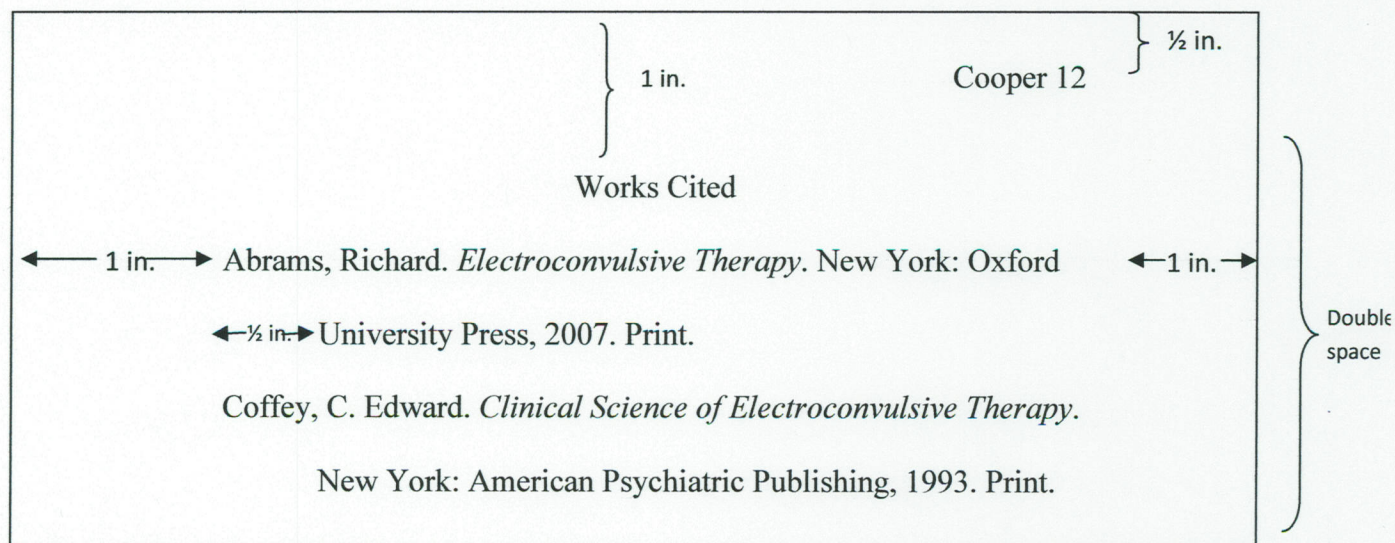 ½ in.
1 in.
Cooper 12
Works Cited
1 in.
Abrams, Richard. Electroconvulsive Therapy. New York: Oxford
1 in.
½ in.
University Press, 2007. Print.
Double
space
Coffey, C. Edward. Clinical Science of Electroconvulsive Therapy.
New York: American Psychiatric Publishing, 1993. Print.